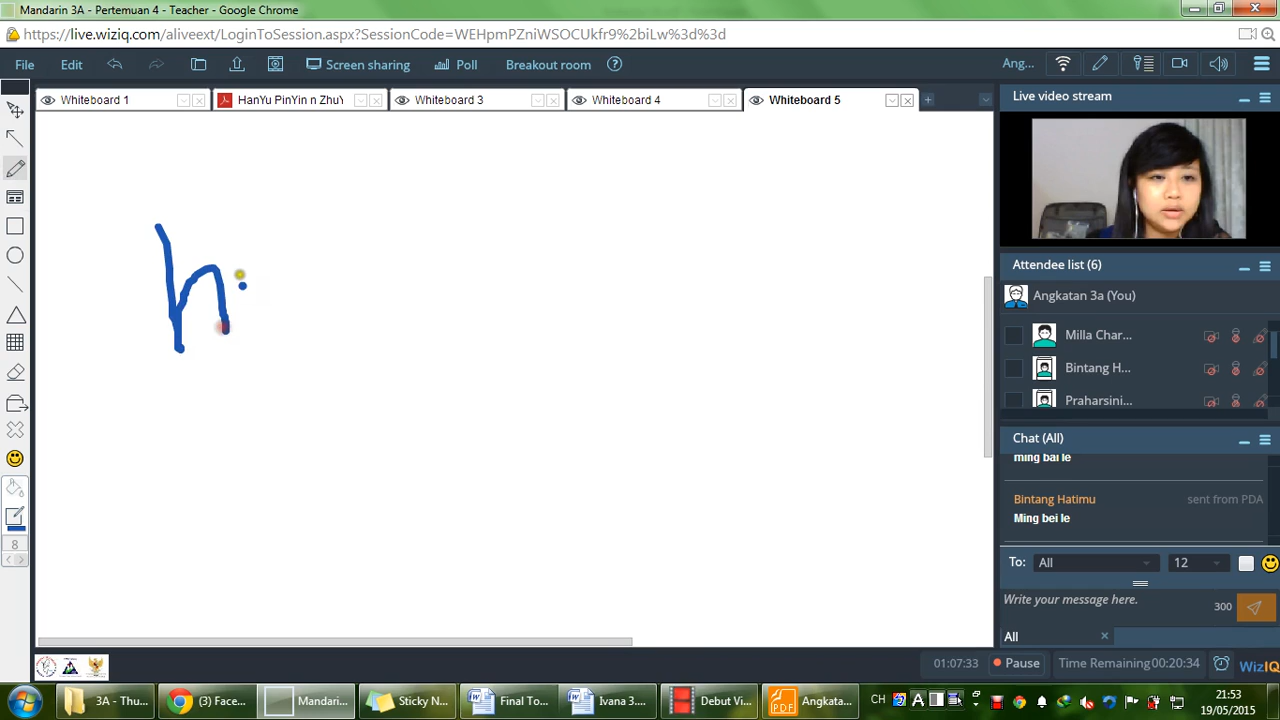 Mandarin 3A - Pertemuan 4 - Teacher - Google Chrome
https://live.wiziq.com/aliveext/LoginToSession.aspx?SessionCode=WEHpmPZniWSOCUkfr9%2biLw%3d%3d
File Edit Screen sharing Poll Breakout room Ang...
Whiteboard 1 HanYu PinYin n ZhuY Whiteboard 3 Whiteboard 4 Whiteboard 5
Live video stream
h
Attendee list (6)
Angkatan 3a (You)
Milla Char...
Bintang H...
Praharsini...
Chat (All)
ming bai le
Bintang Hatimu sent from PDA
Ming bei le
8
To: All 12
Write your message here. 300
All
01:07:33 Pause Time Remaining 00:20:34 WizIQ
3A - Thu... (3) Face... Mandari... Sticky N... Final To... Ivana 3.... Debut Vi... Angkata... CH 21:53
19/05/2015